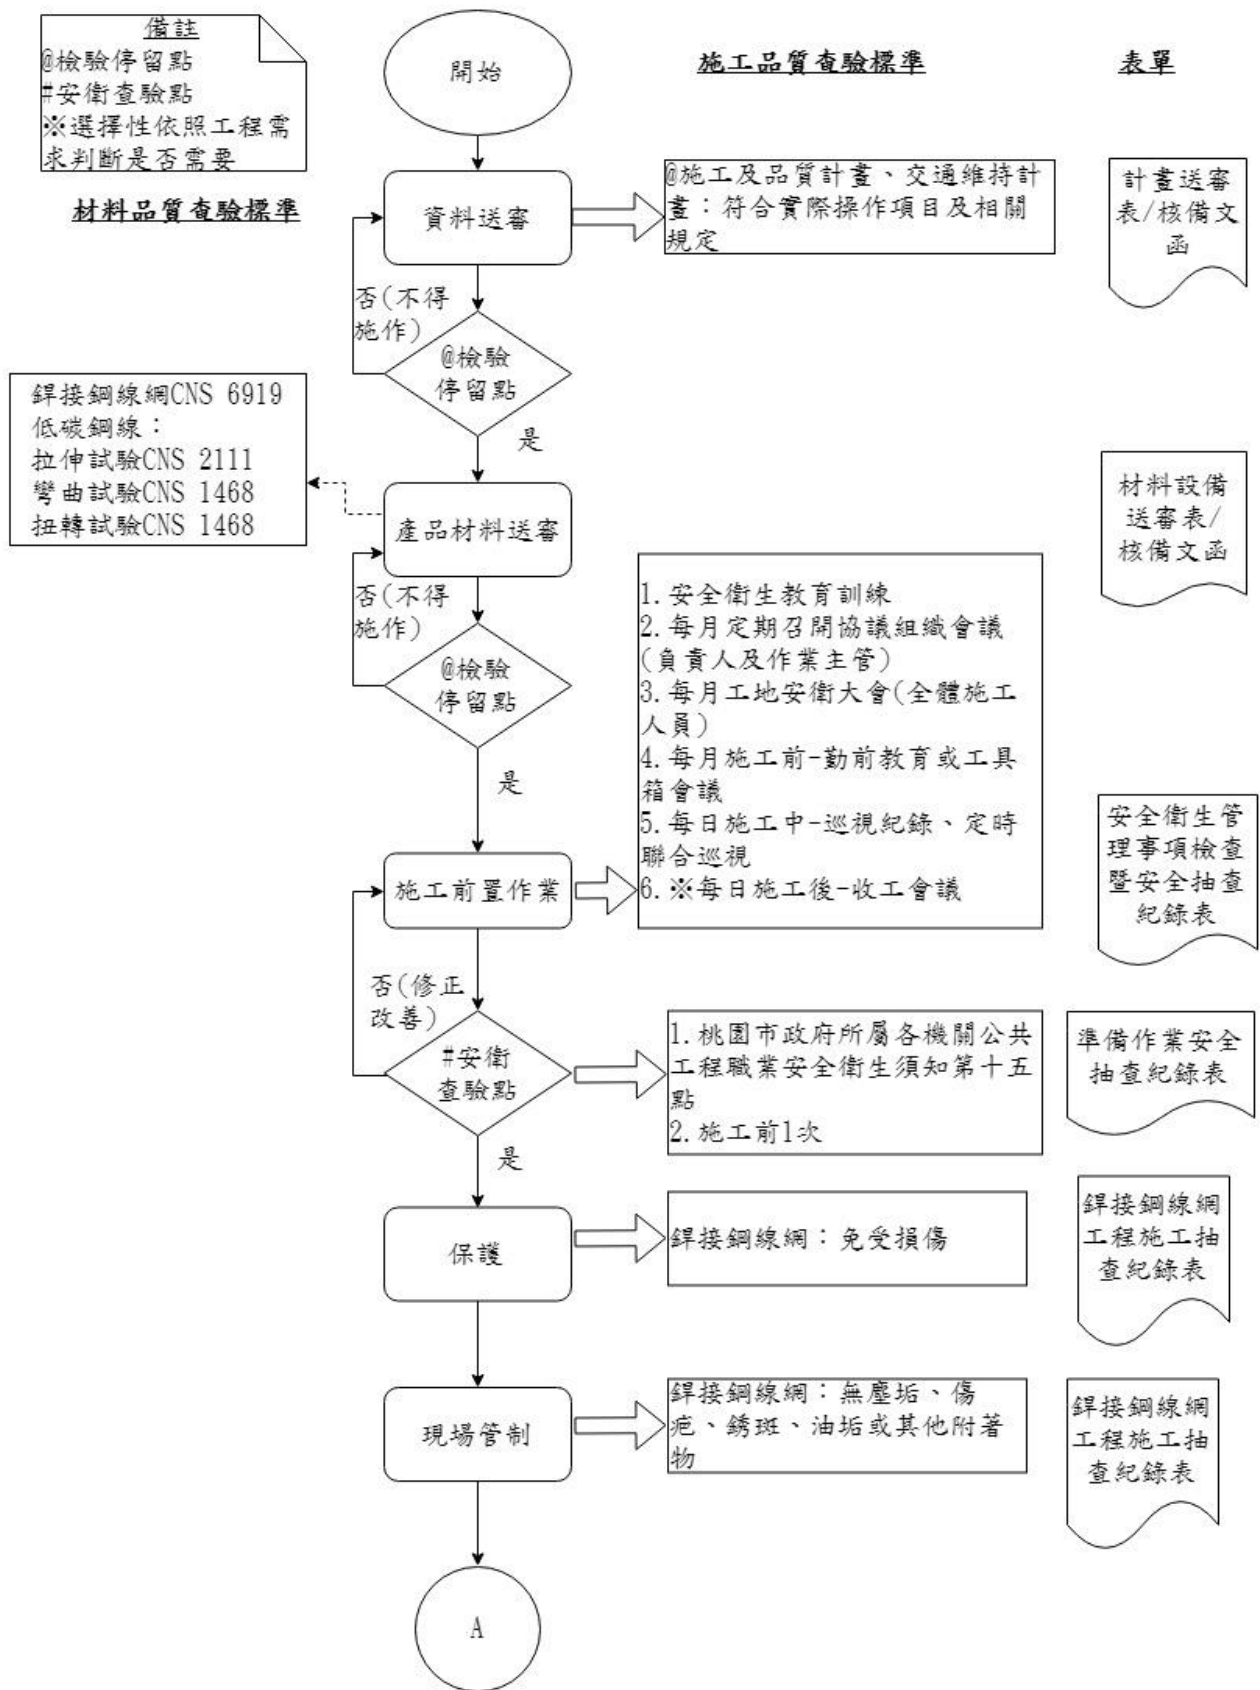 備註
@檢驗停留點
#安衛查驗點
※選擇性依照工程需
求判斷是否需要
開始
施工品質查驗標準
表單
材料品質查驗標準
資料送審
@施工及品質計畫、交通維持計
畫：符合實際操作項目及相關
規定
計畫送審
表/核備文
函
否(不得
施作)
@檢驗
停留點
是
銲接鋼線網CNS 6919
低碳鋼線：
拉伸試驗CNS 2111
彎曲試驗CNS 1468
扭轉試驗CNS 1468
產品材料送審
材料設備
送審表/
核備文函
否(不得
施作)
@檢驗
停留點
是
1.安全衛生教育訓練
2.每月定期召開協議組織會議
(負責人及作業主管)
3.每月工地安衛大會(全體施工
人員)
4.每月施工前-勤前教育或工具
箱會議
5.每日施工中-巡視紀錄、定時
聯合巡視
6.※每日施工後-收工會議
施工前置作業
安全衛生管
理事項檢查
暨安全抽查
紀錄表
否(修正
改善)
#安衛
查驗點
是
1.桃園市政府所屬各機關公共
工程職業安全衛生須知第十五
點
2.施工前1次
準備作業安全
抽查紀錄表
保護
銲接鋼線網：免受損傷
銲接鋼線網
工程施工抽
查紀錄表
現場管制
銲接鋼線網：無塵垢、傷
疤、銹斑、油垢或其他附著
物
銲接鋼線網
工程施工抽
查紀錄表
A